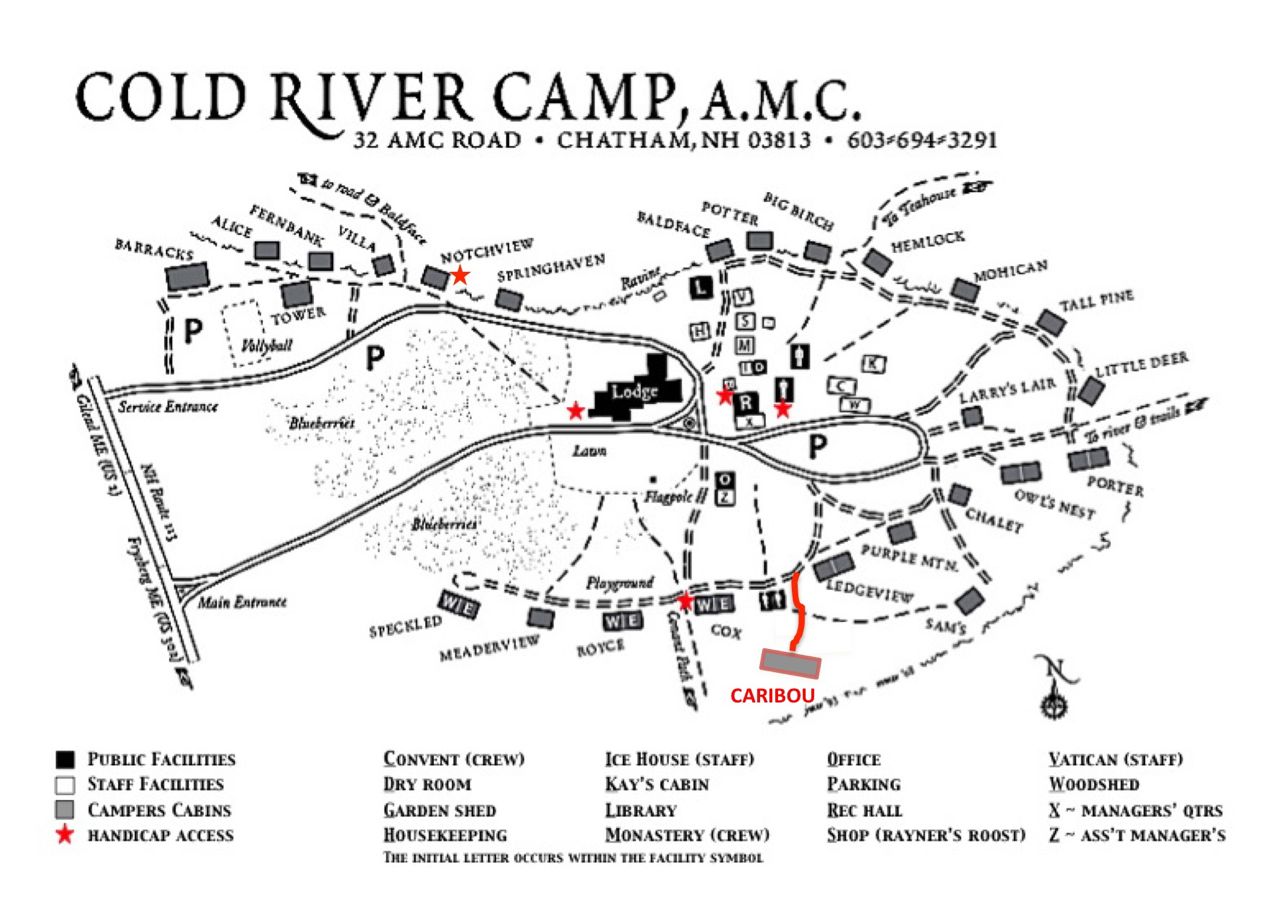 COLD RIVER CAMP, A.M.C.
32 AMC ROAD • CHATHAM, NH 03813 • 603-694-3291
to road & Baldface
To Teahouse
BARRACKS
ALICE
FERNBANK
VILLA
NOTCHVIEW
SPRINGHAVEN
Ravine
BALDFACE
POTTER
BIG BIRCH
HEMLOCK
MOHICAN
TALL PINE
LITTLE DEER
TOWER
P
Vollyball
P
Service Entrance
Blueberries
Lodge
L
V
H
S
M
I D
K
C
W
R
X
LARRY'S LAIR
To river & trails
P
Lawn
Flagpole
O
Z
OWL'S NEST
PORTER
CHALET
PURPLE MTN.
LEDGEVIEW
SAM'S
Gilead ME (US 2)
NH Route 113
Fryeberg ME (US 302)
Main Entrance
Blueberries
Playground
W E
SPECKLED
MEADERVIEW
W E
ROYCE
W E
COX
Conant Path
CARIBOU
N
PUBLIC FACILITIES
STAFF FACILITIES
CAMPERS CABINS
HANDICAP ACCESS
CONVENT (CREW)
DRY ROOM
GARDEN SHED
HOUSEKEEPING
THE INITIAL LETTER OCCURS WITHIN THE FACILITY SYMBOL
ICE HOUSE (STAFF)
KAY'S CABIN
LIBRARY
MONASTERY (CREW)
OFFICE
PARKING
REC HALL
SHOP (RAYNER'S ROOST)
VATICAN (STAFF)
WOODSHED
X ~ MANAGERS' QTRS
Z ~ ASS'T MANAGER'S